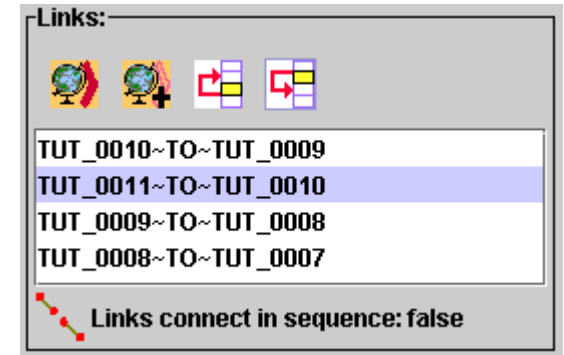 Links:
TUT_0010~TO~TUT_0009
TUT_0011~TO~TUT_0010
TUT_0009~TO~TUT_0008
TUT_0008~TO~TUT_0007
Links connect in sequence: false